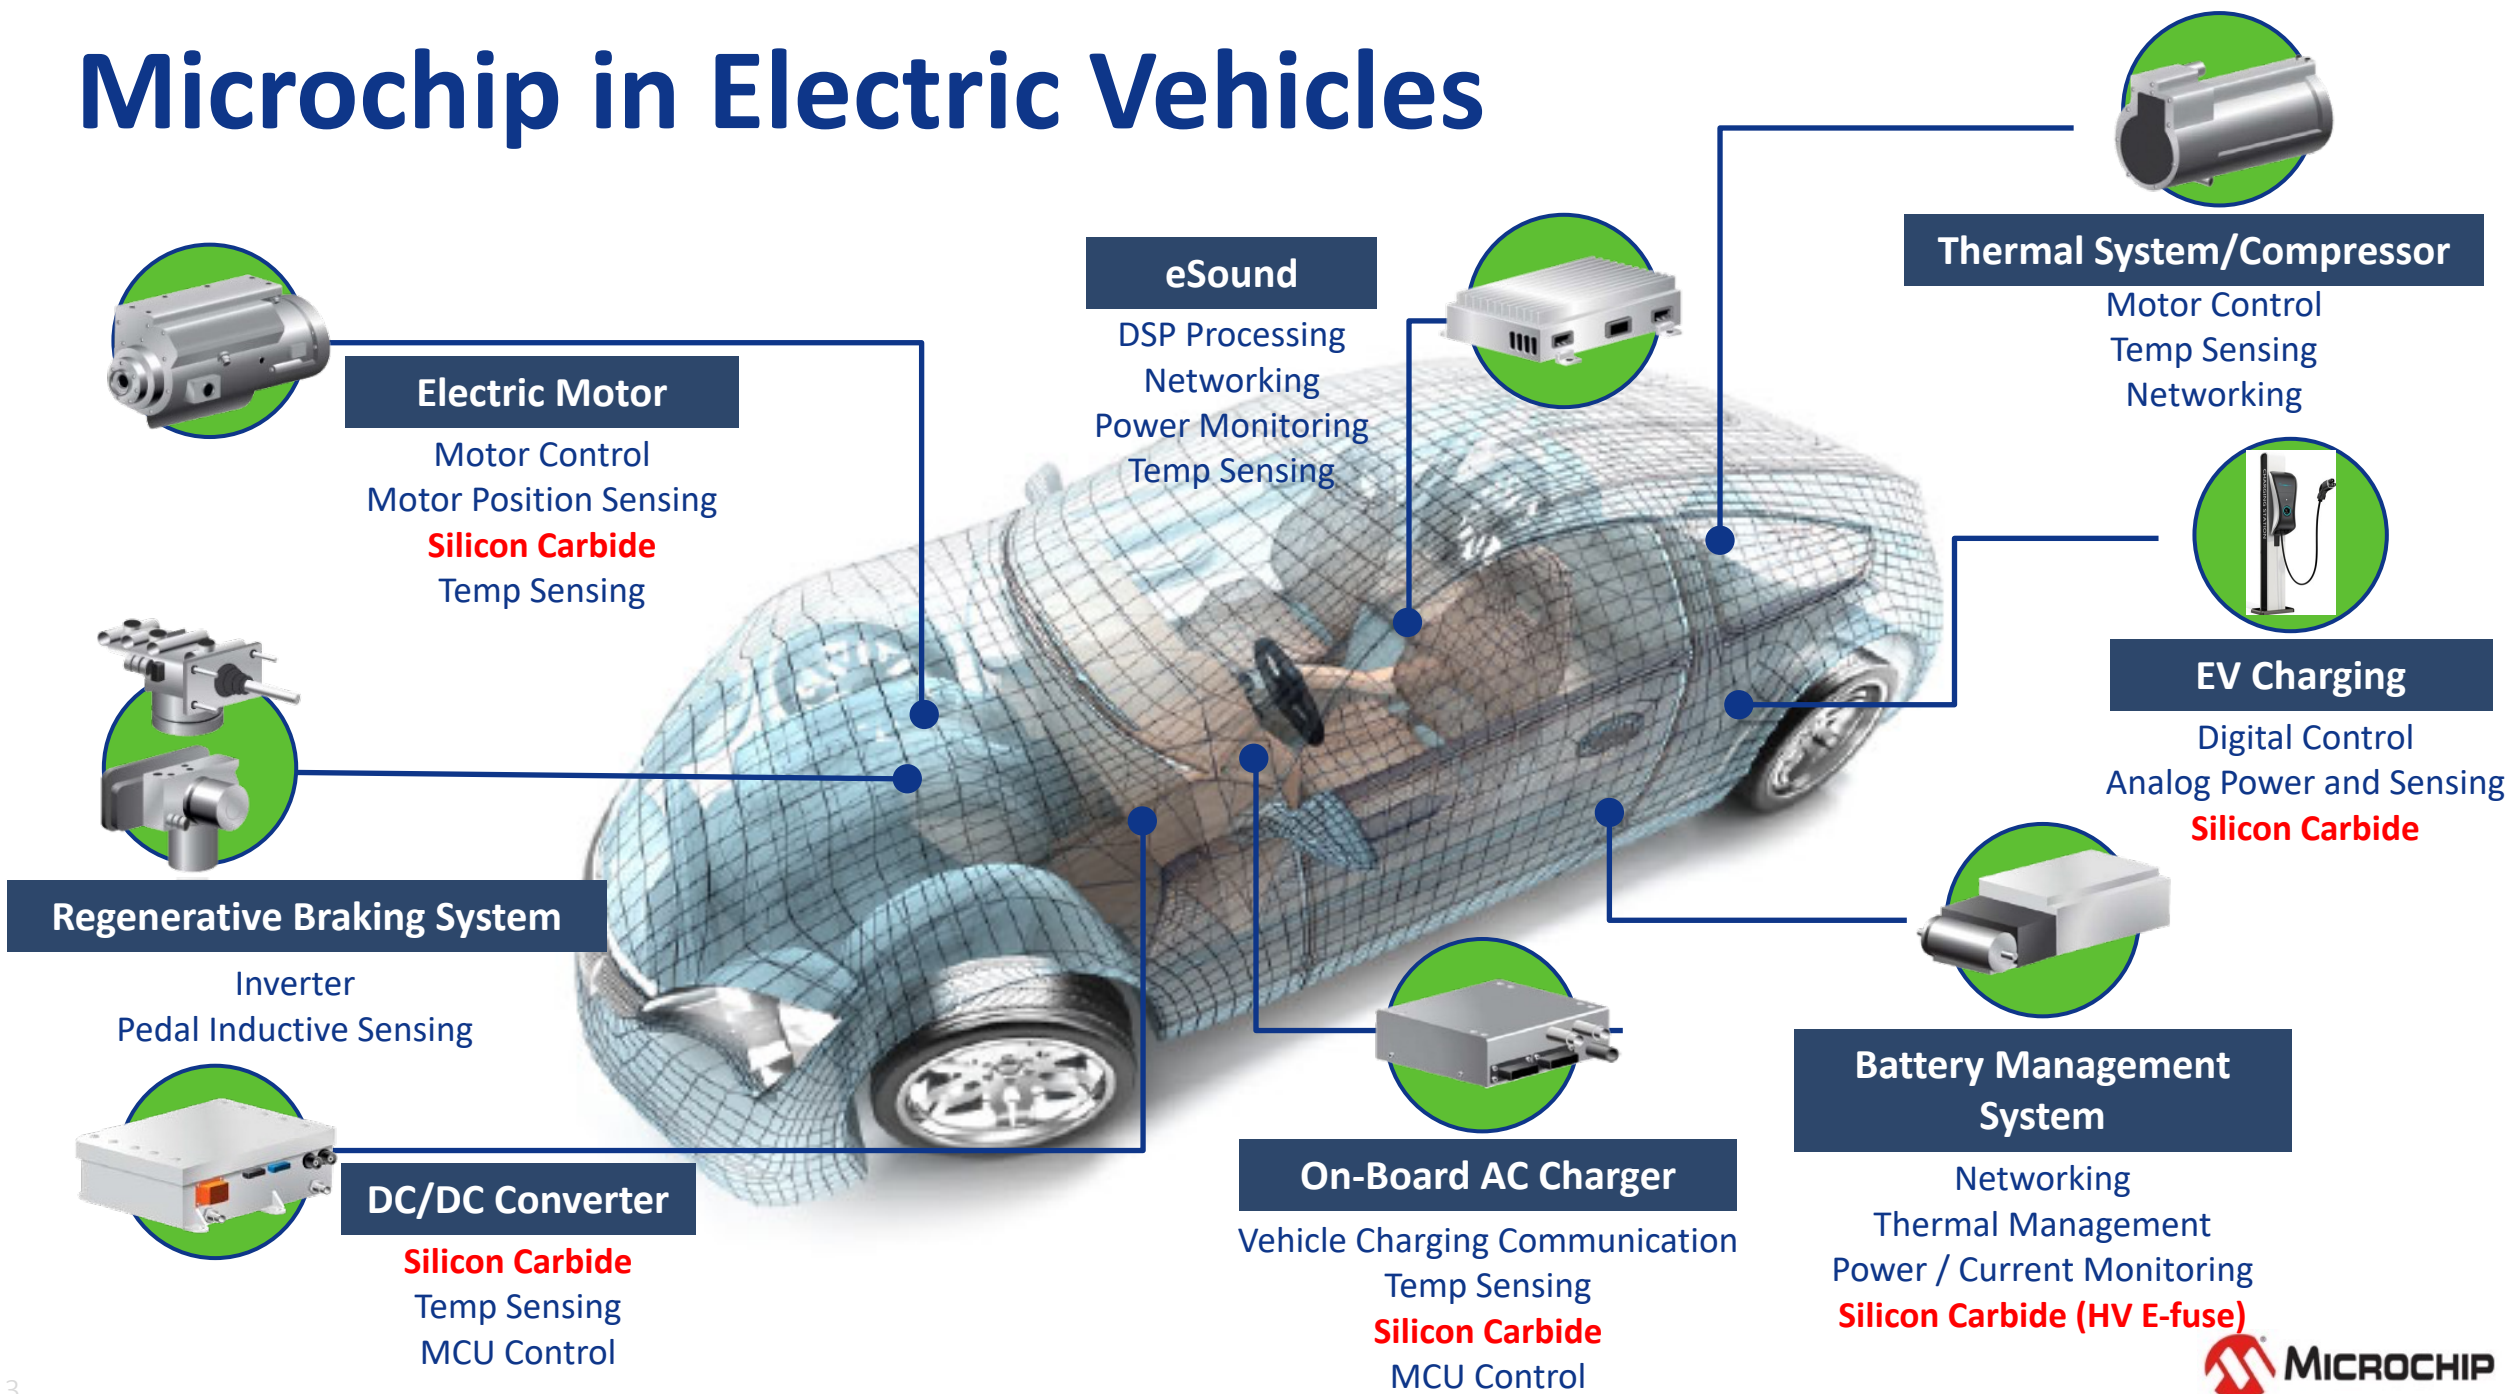 Microchip in Electric Vehicles
Electric Motor
Motor Control
Motor Position Sensing
Silicon Carbide
Temp Sensing
eSound
DSP Processing
Networking
Power Monitoring
Temp Sensing
Thermal System/Compressor
Motor Control
Temp Sensing
Networking
CHARGING STATION
EV Charging
Digital Control
Analog Power and Sensing
Silicon Carbide
Regenerative Braking System
Inverter
Pedal Inductive Sensing
DC/DC Converter
Silicon Carbide
Temp Sensing
MCU Control
On-Board AC Charger
Vehicle Charging Communication
Temp Sensing
Silicon Carbide
MCU Control
Battery Management
System
Networking
Thermal Management
Power / Current Monitoring
Silicon Carbide (HV E-fuse)
MICROCHIP
3